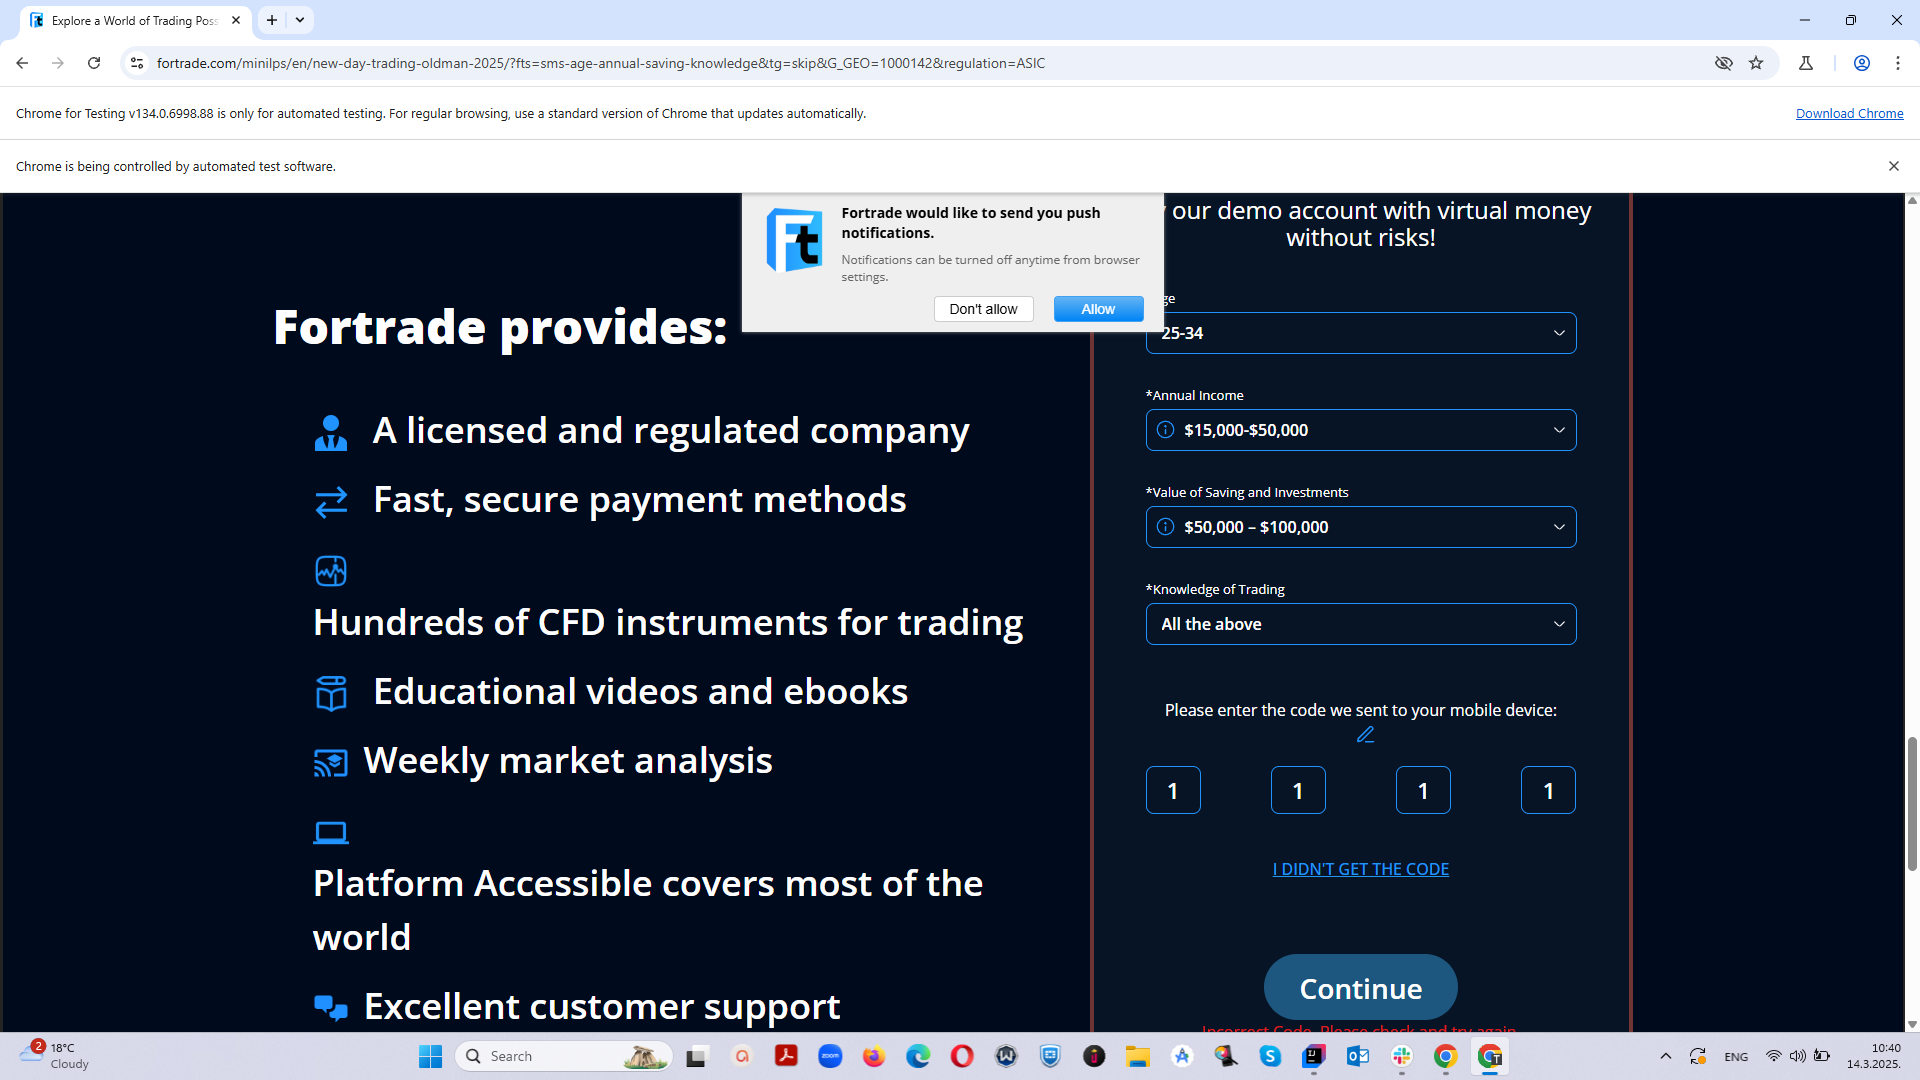 Explore a World of Trading Poss
fortrade.com/minilps/en/new-day-trading-oldman-2025/?fts=sms-age-annual-saving-knowledge&tg=skip&G_GEO=1000142&regulation=ASIC
Chrome for Testing v134.0.6998.88 is only for automated testing. For regular browsing, use a standard version of Chrome that updates automatically.
Download Chrome
Chrome is being controlled by automated test software.
Ft
Fortrade would like to send you push
notifications.
Notifications can be turned off anytime from browser
settings.
Don't allow
Allow
Fortrade provides:
A licensed and regulated company
Fast, secure payment methods
Hundreds of CFD instruments for trading
Educational videos and ebooks
Weekly market analysis
Platform Accessible covers most of the
world
Excellent customer support
our demo account with virtual money
without risks!
ge
25-34
*Annual Income
$15,000-$50,000
*Value of Saving and Investments
$50,000 – $100,000
*Knowledge of Trading
All the above
Please enter the code we sent to your mobile device:
1 1 1 1
I DIDN'T GET THE CODE
Continue
Incorrect Code. Please check and try again
2
18°C
Cloudy
Search
zoom
ENG
10:40
14.3.2025.